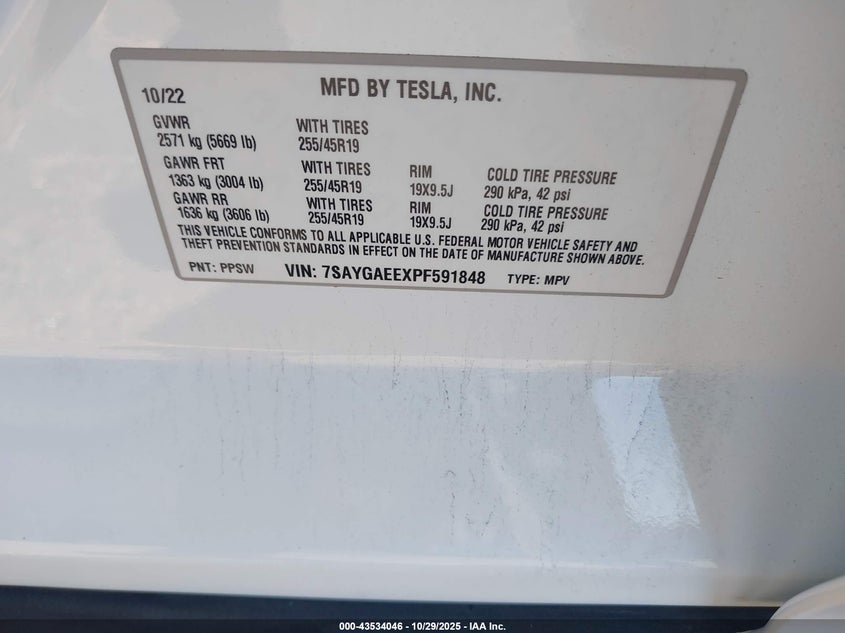 10/22 MFD BY TESLA, INC.
GVWR WITH TIRES
2571 kg (5669 lb) 255/45R19
GAWR FRT WITH TIRES RIM COLD TIRE PRESSURE
1363 kg (3004 lb) 255/45R19 19X9.5J 290 kPa, 42 psi
GAWR RR WITH TIRES RIM COLD TIRE PRESSURE
1636 kg (3606 lb) 255/45R19 19X9.5J 290 kPa, 42 psi
THIS VEHICLE CONFORMS TO ALL APPLICABLE U.S. FEDERAL MOTOR VEHICLE SAFETY AND
THEFT PREVENTION STANDARDS IN EFFECT ON THE DATE OF MANUFACTURE SHOWN ABOVE.
PNT: PPSW VIN: 7SAYGAEEXPF591848 TYPE: MPV
000-43534046 - 10/29/2025 - IAA Inc.